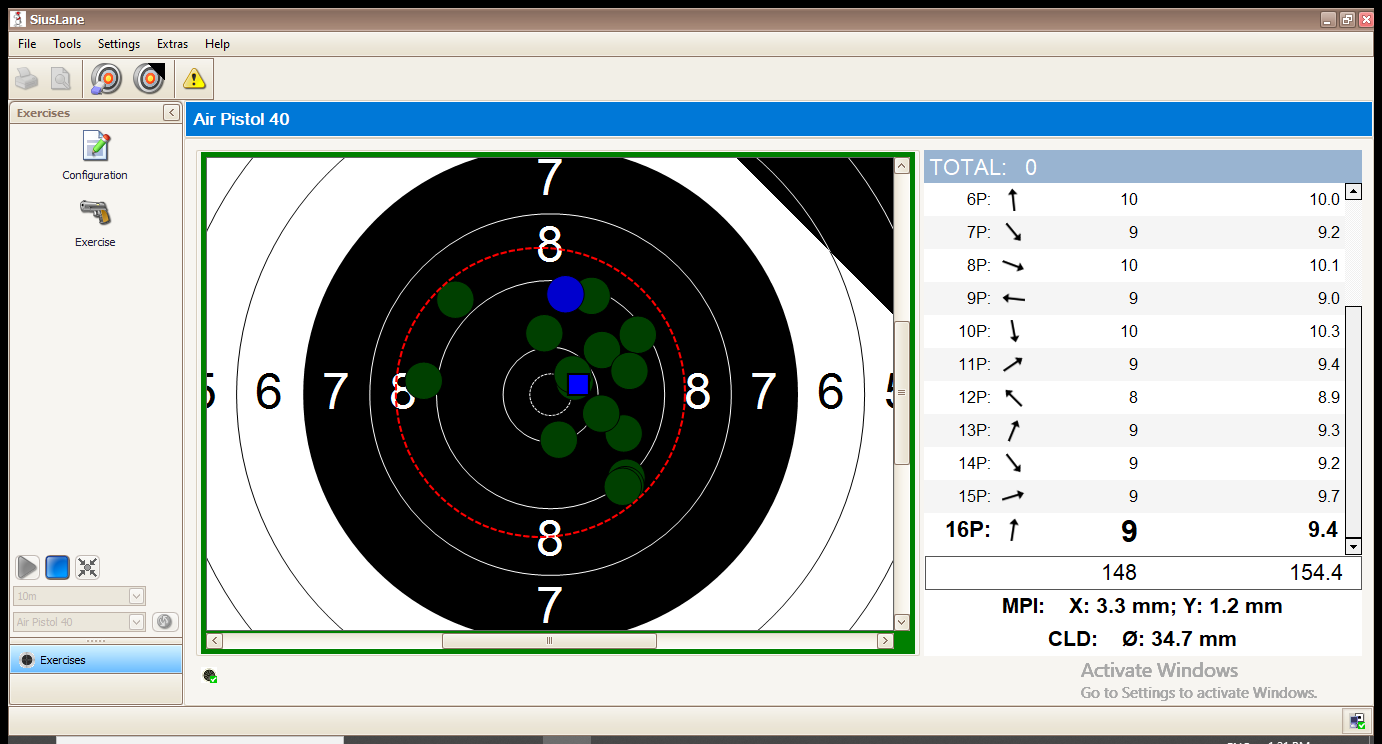 SiusLane
File Tools Settings Extras Help
Exercises
Configuration
Exercise
10m
Air Pistol 40
Exercises
Air Pistol 40
7
8
5 6 7 8 8 7 6 5
8
7
TOTAL: 0
6P: 10 10.0
7P: 9 9.2
8P: 10 10.1
9P: 9 9.0
10P: 10 10.3
11P: 9 9.4
12P: 8 8.9
13P: 9 9.3
14P: 9 9.2
15P: 9 9.7
16P: 9 9.4
148 154.4
MPI: X: 3.3 mm; Y: 1.2 mm
CLD: Ø: 34.7 mm
Activate Windows
Go to Settings to activate Windows.